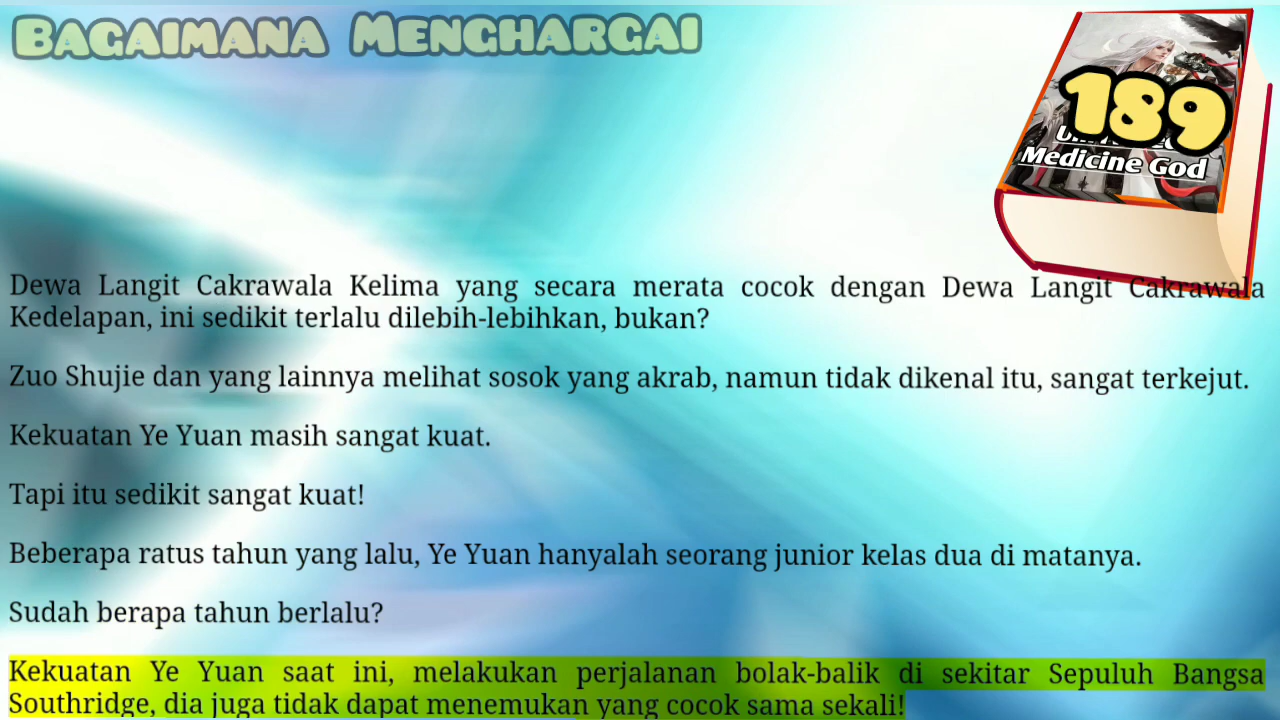 Bagaimana Menghargai
189
Medicine God
Dewa Langit Cakrawala Kelima yang secara merata cocok dengan Dewa Langit Cakrawala
Kedelapan, ini sedikit terlalu dilebih-lebihkan, bukan?
Zuo Shujie dan yang lainnya melihat sosok yang akrab, namun tidak dikenal itu, sangat terkejut.
Kekuatan Ye Yuan masih sangat kuat.
Tapi itu sedikit sangat kuat!
Beberapa ratus tahun yang lalu, Ye Yuan hanyalah seorang junior kelas dua di matanya.
Sudah berapa tahun berlalu?
Kekuatan Ye Yuan saat ini, melakukan perjalanan bolak-balik di sekitar Sepuluh Bangsa
Southridge, dia juga tidak dapat menemukan yang cocok sama sekali!